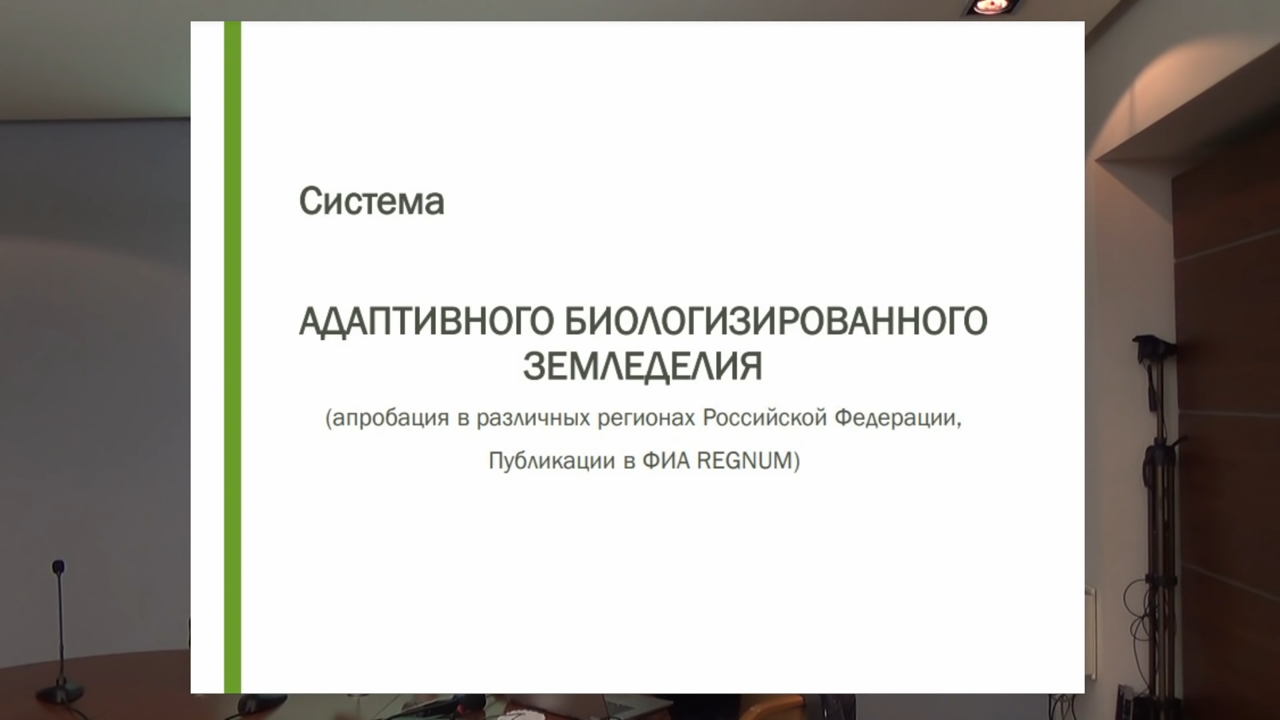 Система
АДАПТИВНОГО БИОЛОГИЗИРОВАННОГО
ЗЕМЛЕДЕЛИЯ
(апробация в различных регионах Российской Федерации,
Публикации в ФИА REGNUM)